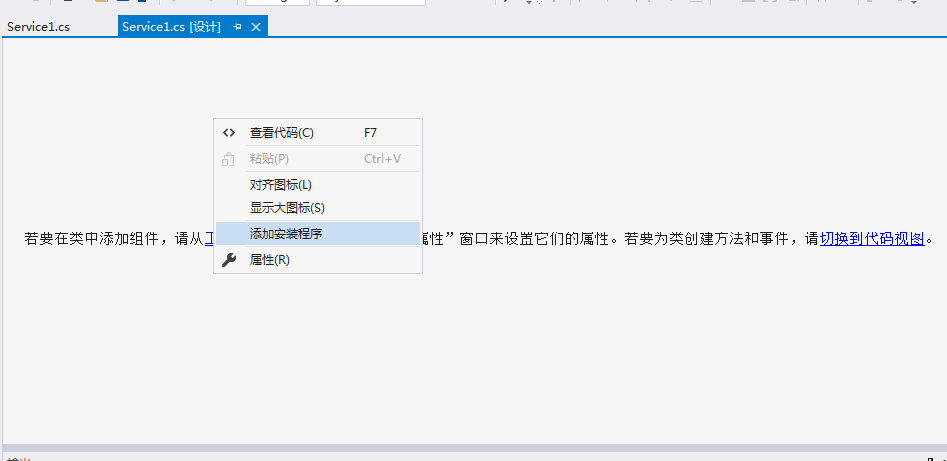 Service1.cs
Service1.cs [设计]
查看代码(C) F7
粘贴(P) Ctrl+V
对齐图标(L)
显示大图标(S)
添加安装程序
属性(R)
若要在类中添加组件，请从 属性”窗口来设置它们的属性。若要为类创建方法和事件，请切换到代码视图。